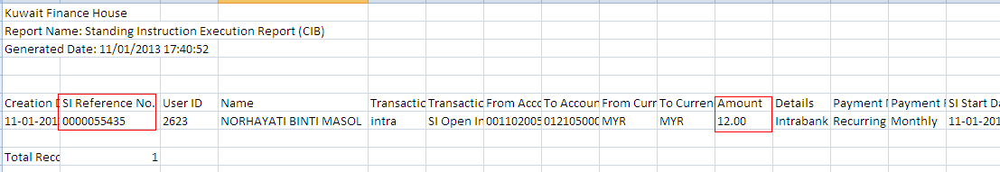 Kuwait Finance House
Report Name: Standing Instruction Execution Report (CIB)
Generated Date: 11/01/2013 17:40:52
Creation D SI Reference No. User ID Name Transactic Transactic From Acco To Accoun From Curr To Curren Amount Details Payment M Payment F SI Start Da
11-01-201 0000055435 2623 NORHAYATI BINTI MASOL intra SI Open In 001102005 012105000 MYR MYR 12.00 Intrabank Recurring Monthly 11-01-201
Total Reco 1